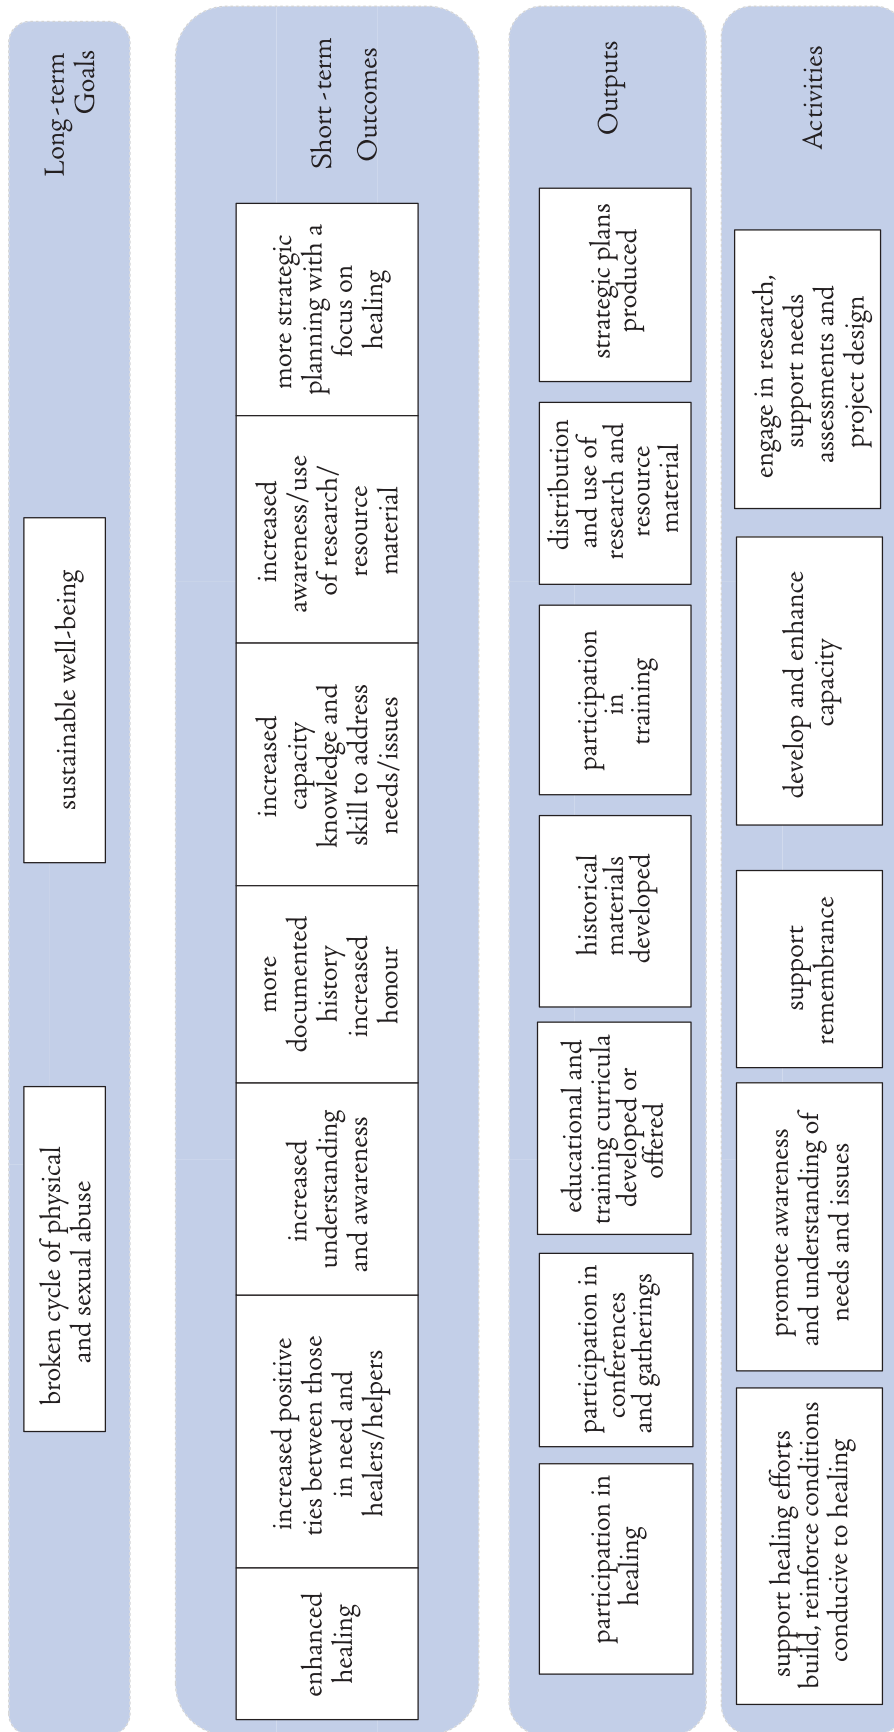 broken cycle of physical
and sexual abuse
sustainable well-being
Long-term
Goals
enhanced
healing
increased positive
ties between those
in need and
healers/helpers
increased
understanding
and awareness
more
documented
history/
increased
honour
increased
capacity
knowledge and
skill to address
needs/issues
increased
awareness/use
of research/
resource
material
more strategic
planning with a
focus on
healing
Short-term
Outcomes
participation in
healing
participation in
conferences
and gatherings
educational and
training curricula
developed or
offered
historical
materials
developed
participation
in
training
distribution
and use of
research and
resource
material
strategic plans
produced
Outputs
support healing efforts,
build, reinforce conditions
conducive to healing
promote awareness
and understanding of
needs and issues
support
remembrance
develop and enhance
capacity
engage in research,
support needs
assessments and
project design
Activities